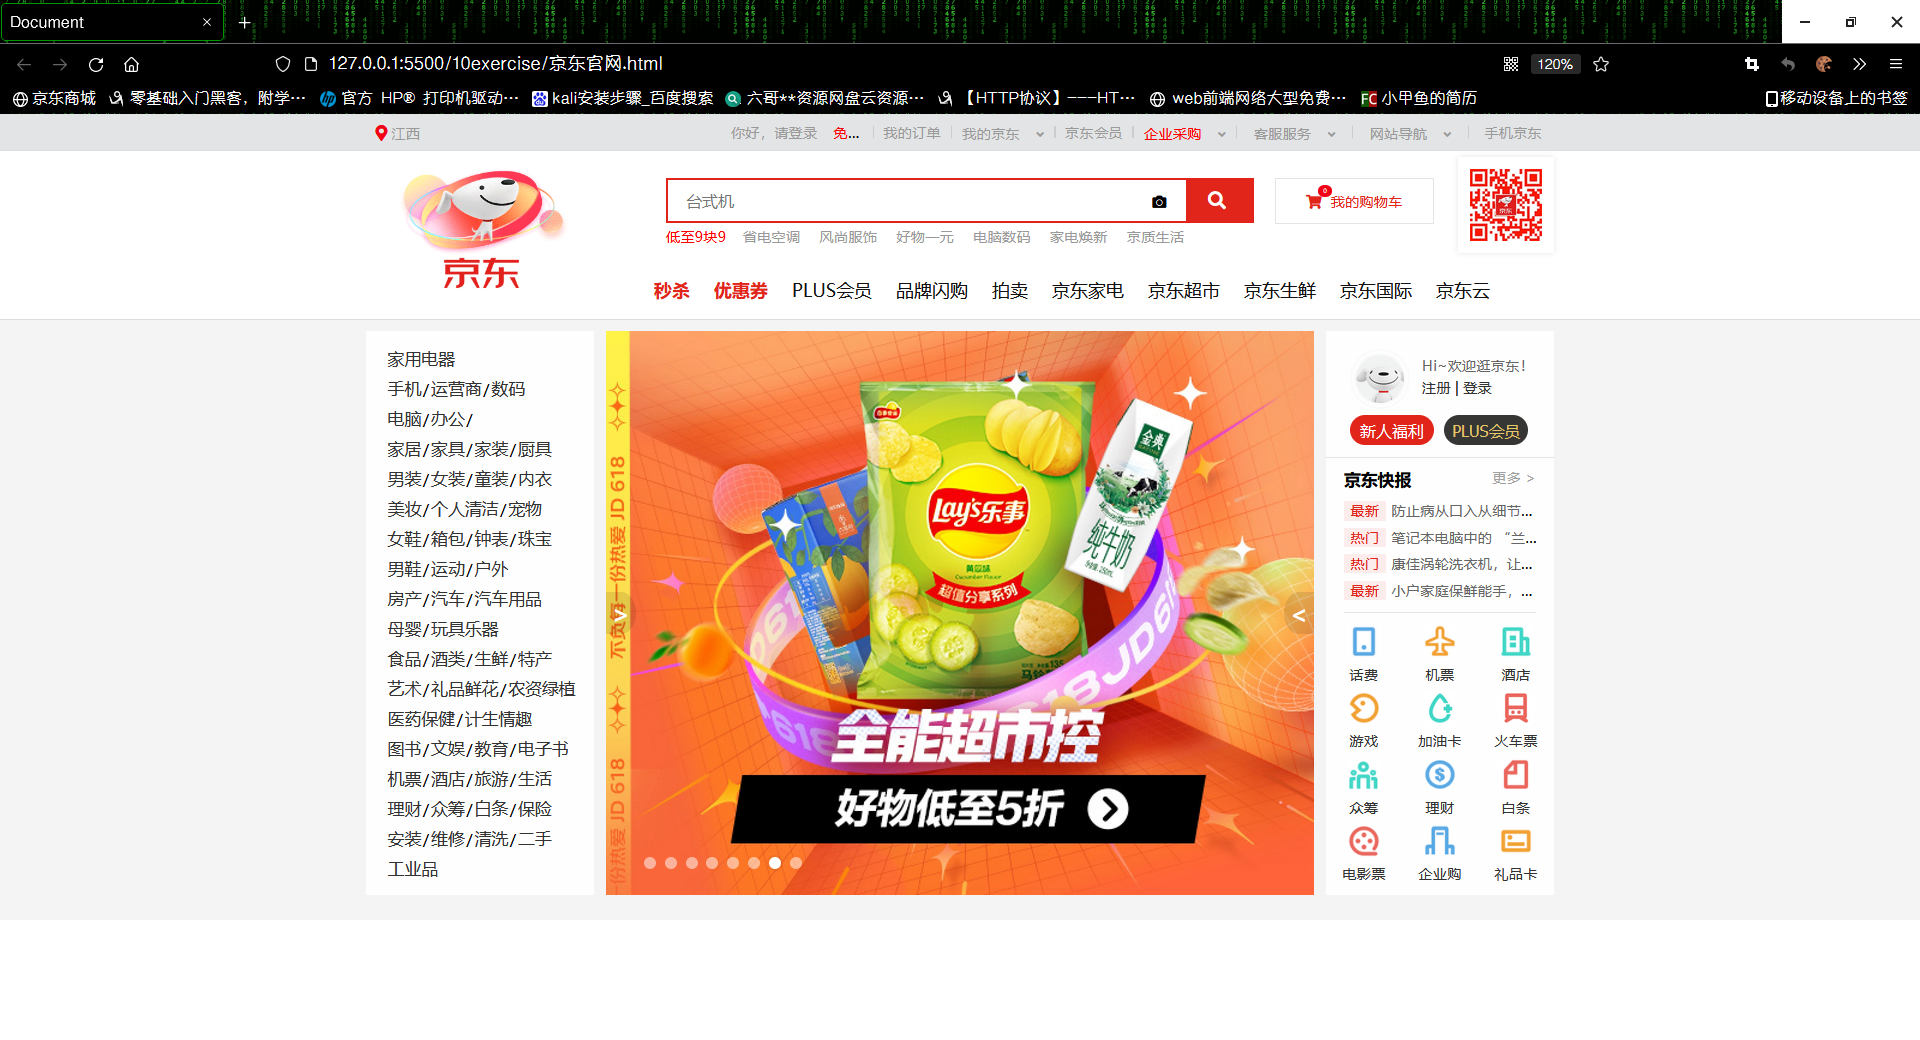 Document
127.0.0.1:5500/10exercise/京东官网.html
120%
京东商城
零基础入门黑客，附学···
官方 HP® 打印机驱动···
kali安装步骤_百度搜索
六哥**资源网盘云资源···
【HTTP协议】---HT···
web前端网络大型免费···
FC 小甲鱼的简历
移动设备上的书签
江西
你好，请登录 免...
我的订单
我的京东
京东会员
企业采购
客服服务
网站导航
手机京东
京东
台式机
0
我的购物车
京东
低至9块9 省电空调 风尚服饰 好物一元 电脑数码 家电焕新 京质生活
秒杀 优惠券 PLUS会员 品牌闪购 拍卖 京东家电 京东超市 京东生鲜 京东国际 京东云
家用电器
手机/运营商/数码
电脑/办公/
家居/家具/家装/厨具
男装/女装/童装/内衣
美妆/个人清洁/宠物
女鞋/箱包/钟表/珠宝
男鞋/运动/户外
房产/汽车/汽车用品
母婴/玩具乐器
食品/酒类/生鲜/特产
艺术/礼品鲜花/农资绿植
医药保健/计生情趣
图书/文娱/教育/电子书
机票/酒店/旅游/生活
理财/众筹/白条/保险
安装/维修/清洗/二手
工业品
不负每一份热爱 JD 618
份热爱 JD 618
百事食品
Lay's乐事
黄瓜味
Cucumber Flavor
超值分享系列
金典
纯牛奶
250mL
618JD618
全能超市控
好物低至5折
>
<
Hi~欢迎逛京东！
注册 | 登录
新人福利 PLUS会员
京东快报 更多 >
最新 防止病从口入从细节...
热门 笔记本电脑中的 “兰...
热门 康佳涡轮洗衣机，让...
最新 小户家庭保鲜能手，...
话费 机票 酒店
游戏 加油卡 火车票
众筹 理财 白条
电影票 企业购 礼品卡